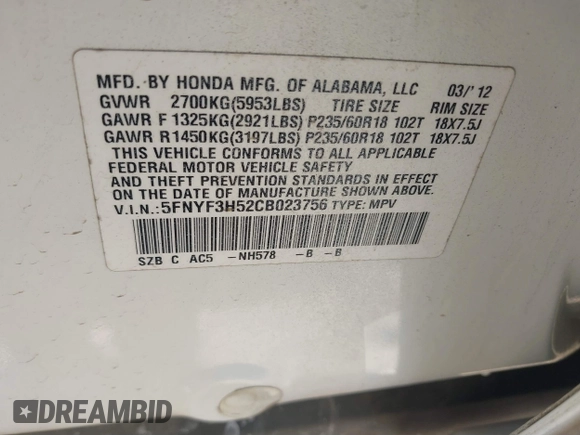 MFD. BY HONDA MFG. OF ALABAMA, LLC 03/'12
GVWR 2700KG(5953LBS) TIRE SIZE RIM SIZE
GAWR F 1325KG(2921LBS) P235/60R18 102T 18X7.5J
GAWR R1450KG(3197LBS) P235/60R18 102T 18X7.5J
THIS VEHICLE CONFORMS TO ALL APPLICABLE
FEDERAL MOTOR VEHICLE SAFETY
AND THEFT PREVENTION STANDARDS IN EFFECT
ON THE DATE OF MANUFACTURE SHOWN ABOVE.
V.I.N.:5FNYF3H52CB023756 TYPE: MPV
SZB C AC5 -NH578 -B -B
DREAMBID